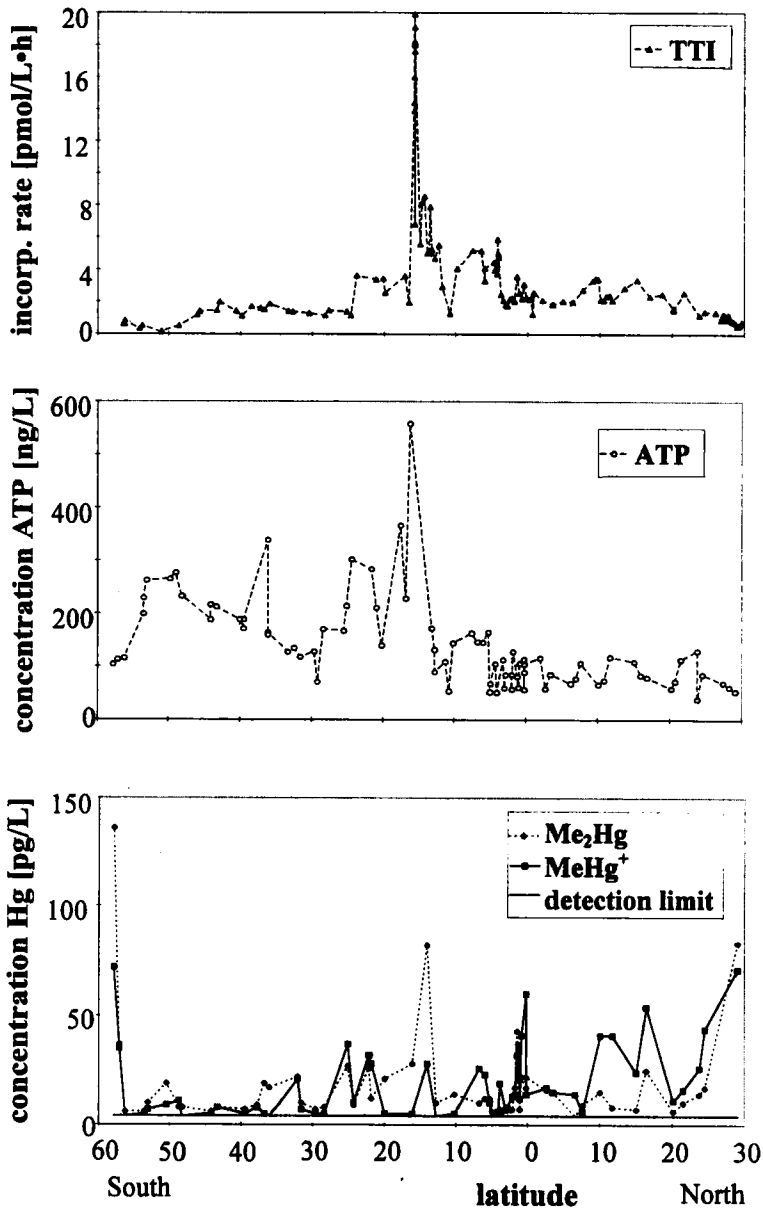 incorp. rate [pmol/L•h]
20
16
12
8
4
0
TTI
concentration ATP [ng/L]
600
400
200
0
ATP
concentration Hg [pg/L]
150
100
50
0
Me₂Hg
MeHg⁺
detection limit
60 50 40 30 20 10 0 10 20 30
South latitude North